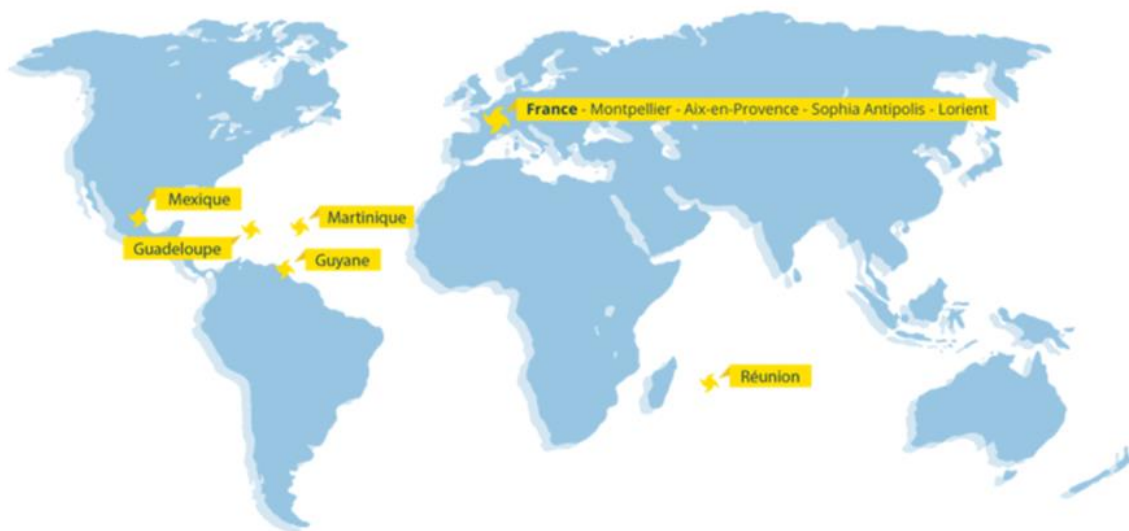 France - Montpellier - Aix-en-Provence - Sophia Antipolis - Lorient
Mexique
Martinique
Guadeloupe
Guyane
Réunion